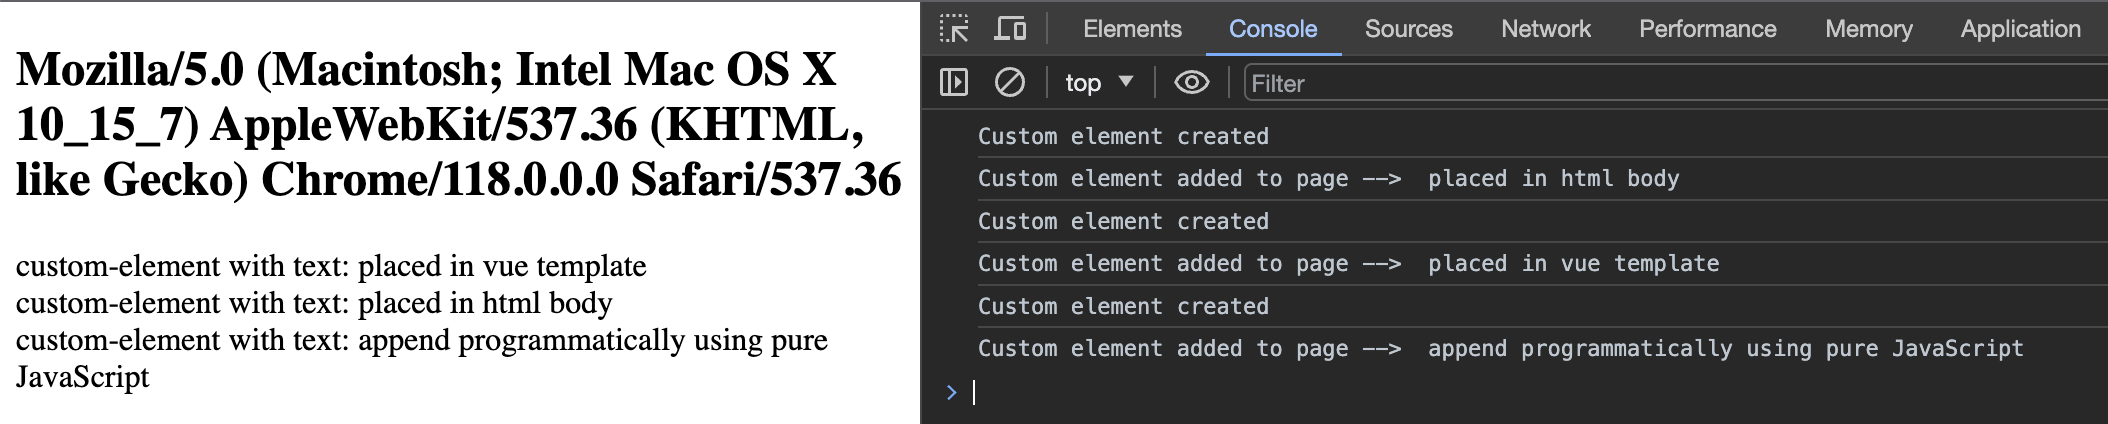 Mozilla/5.0 (Macintosh; Intel Mac OS X
10_15_7) AppleWebKit/537.36 (KHTML,
like Gecko) Chrome/118.0.0.0 Safari/537.36
custom-element with text: placed in vue template
custom-element with text: placed in html body
custom-element with text: append programmatically using pure
JavaScript
Elements Console Sources Network Performance Memory Application
top Filter
Custom element created
Custom element added to page -->  placed in html body
Custom element created
Custom element added to page -->  placed in vue template
Custom element created
Custom element added to page -->  append programmatically using pure JavaScript
>